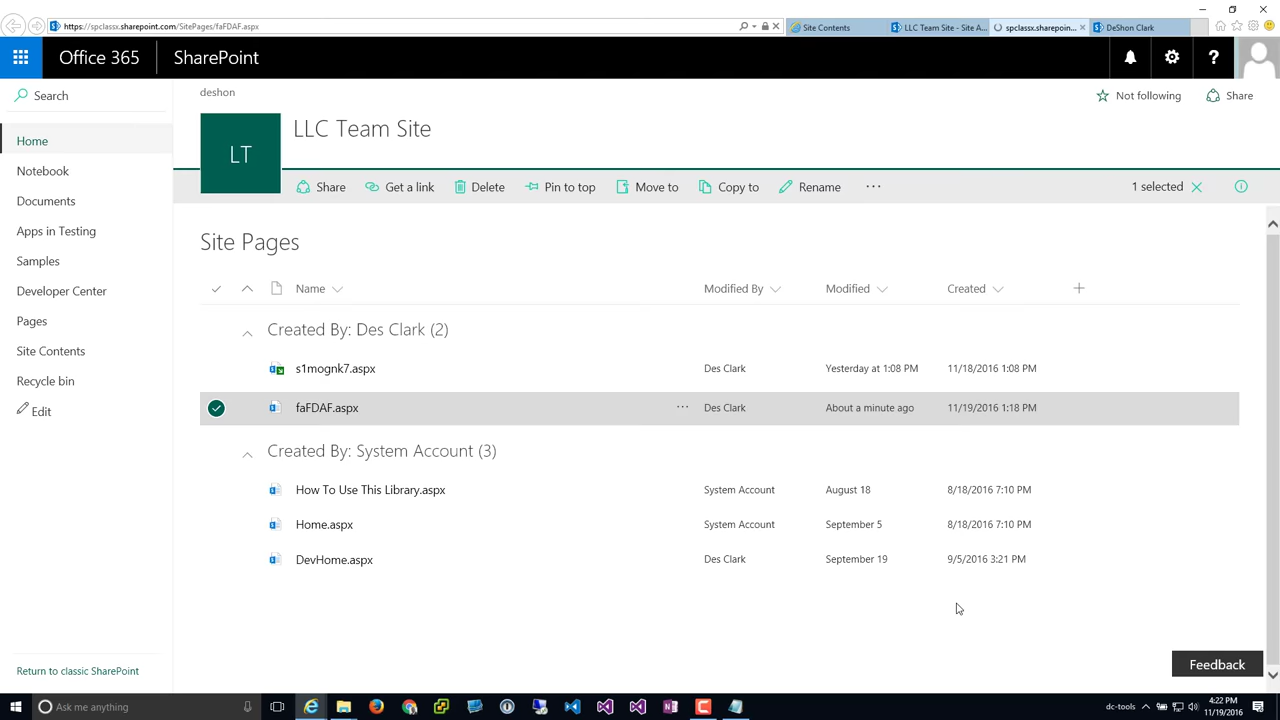 https://spclassx.sharepoint.com/SitePages/faFDAF.aspx
Site Contents
LLC Team Site - Site A...
spclassx.sharepoin...
DeShon Clark
Office 365
SharePoint
Search
deshon
Not following
Share
LT
LLC Team Site
Home
Notebook
Documents
Apps in Testing
Samples
Developer Center
Pages
Site Contents
Recycle bin
Edit
Return to classic SharePoint
Share
Get a link
Delete
Pin to top
Move to
Copy to
Rename
···
1 selected
Site Pages
Name Modified By Modified Created
Created By: Des Clark (2)
s1mognk7.aspx Des Clark Yesterday at 1:08 PM 11/18/2016 1:08 PM
faFDAF.aspx ··· Des Clark About a minute ago 11/19/2016 1:18 PM
Created By: System Account (3)
How To Use This Library.aspx System Account August 18 8/18/2016 7:10 PM
Home.aspx System Account September 5 8/18/2016 7:10 PM
DevHome.aspx Des Clark September 19 9/5/2016 3:21 PM
Feedback
Ask me anything
dc-tools
4:22 PM
11/19/2016